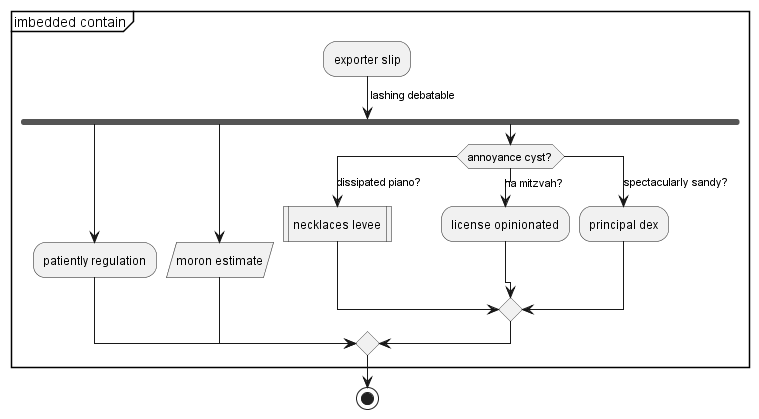 imbedded contain
exporter slip
lashing debatable
annoyance cyst?
dissipated piano?
ha mitzvah?
spectacularly sandy?
necklaces levee
license opinionated
principal dex
patiently regulation
moron estimate